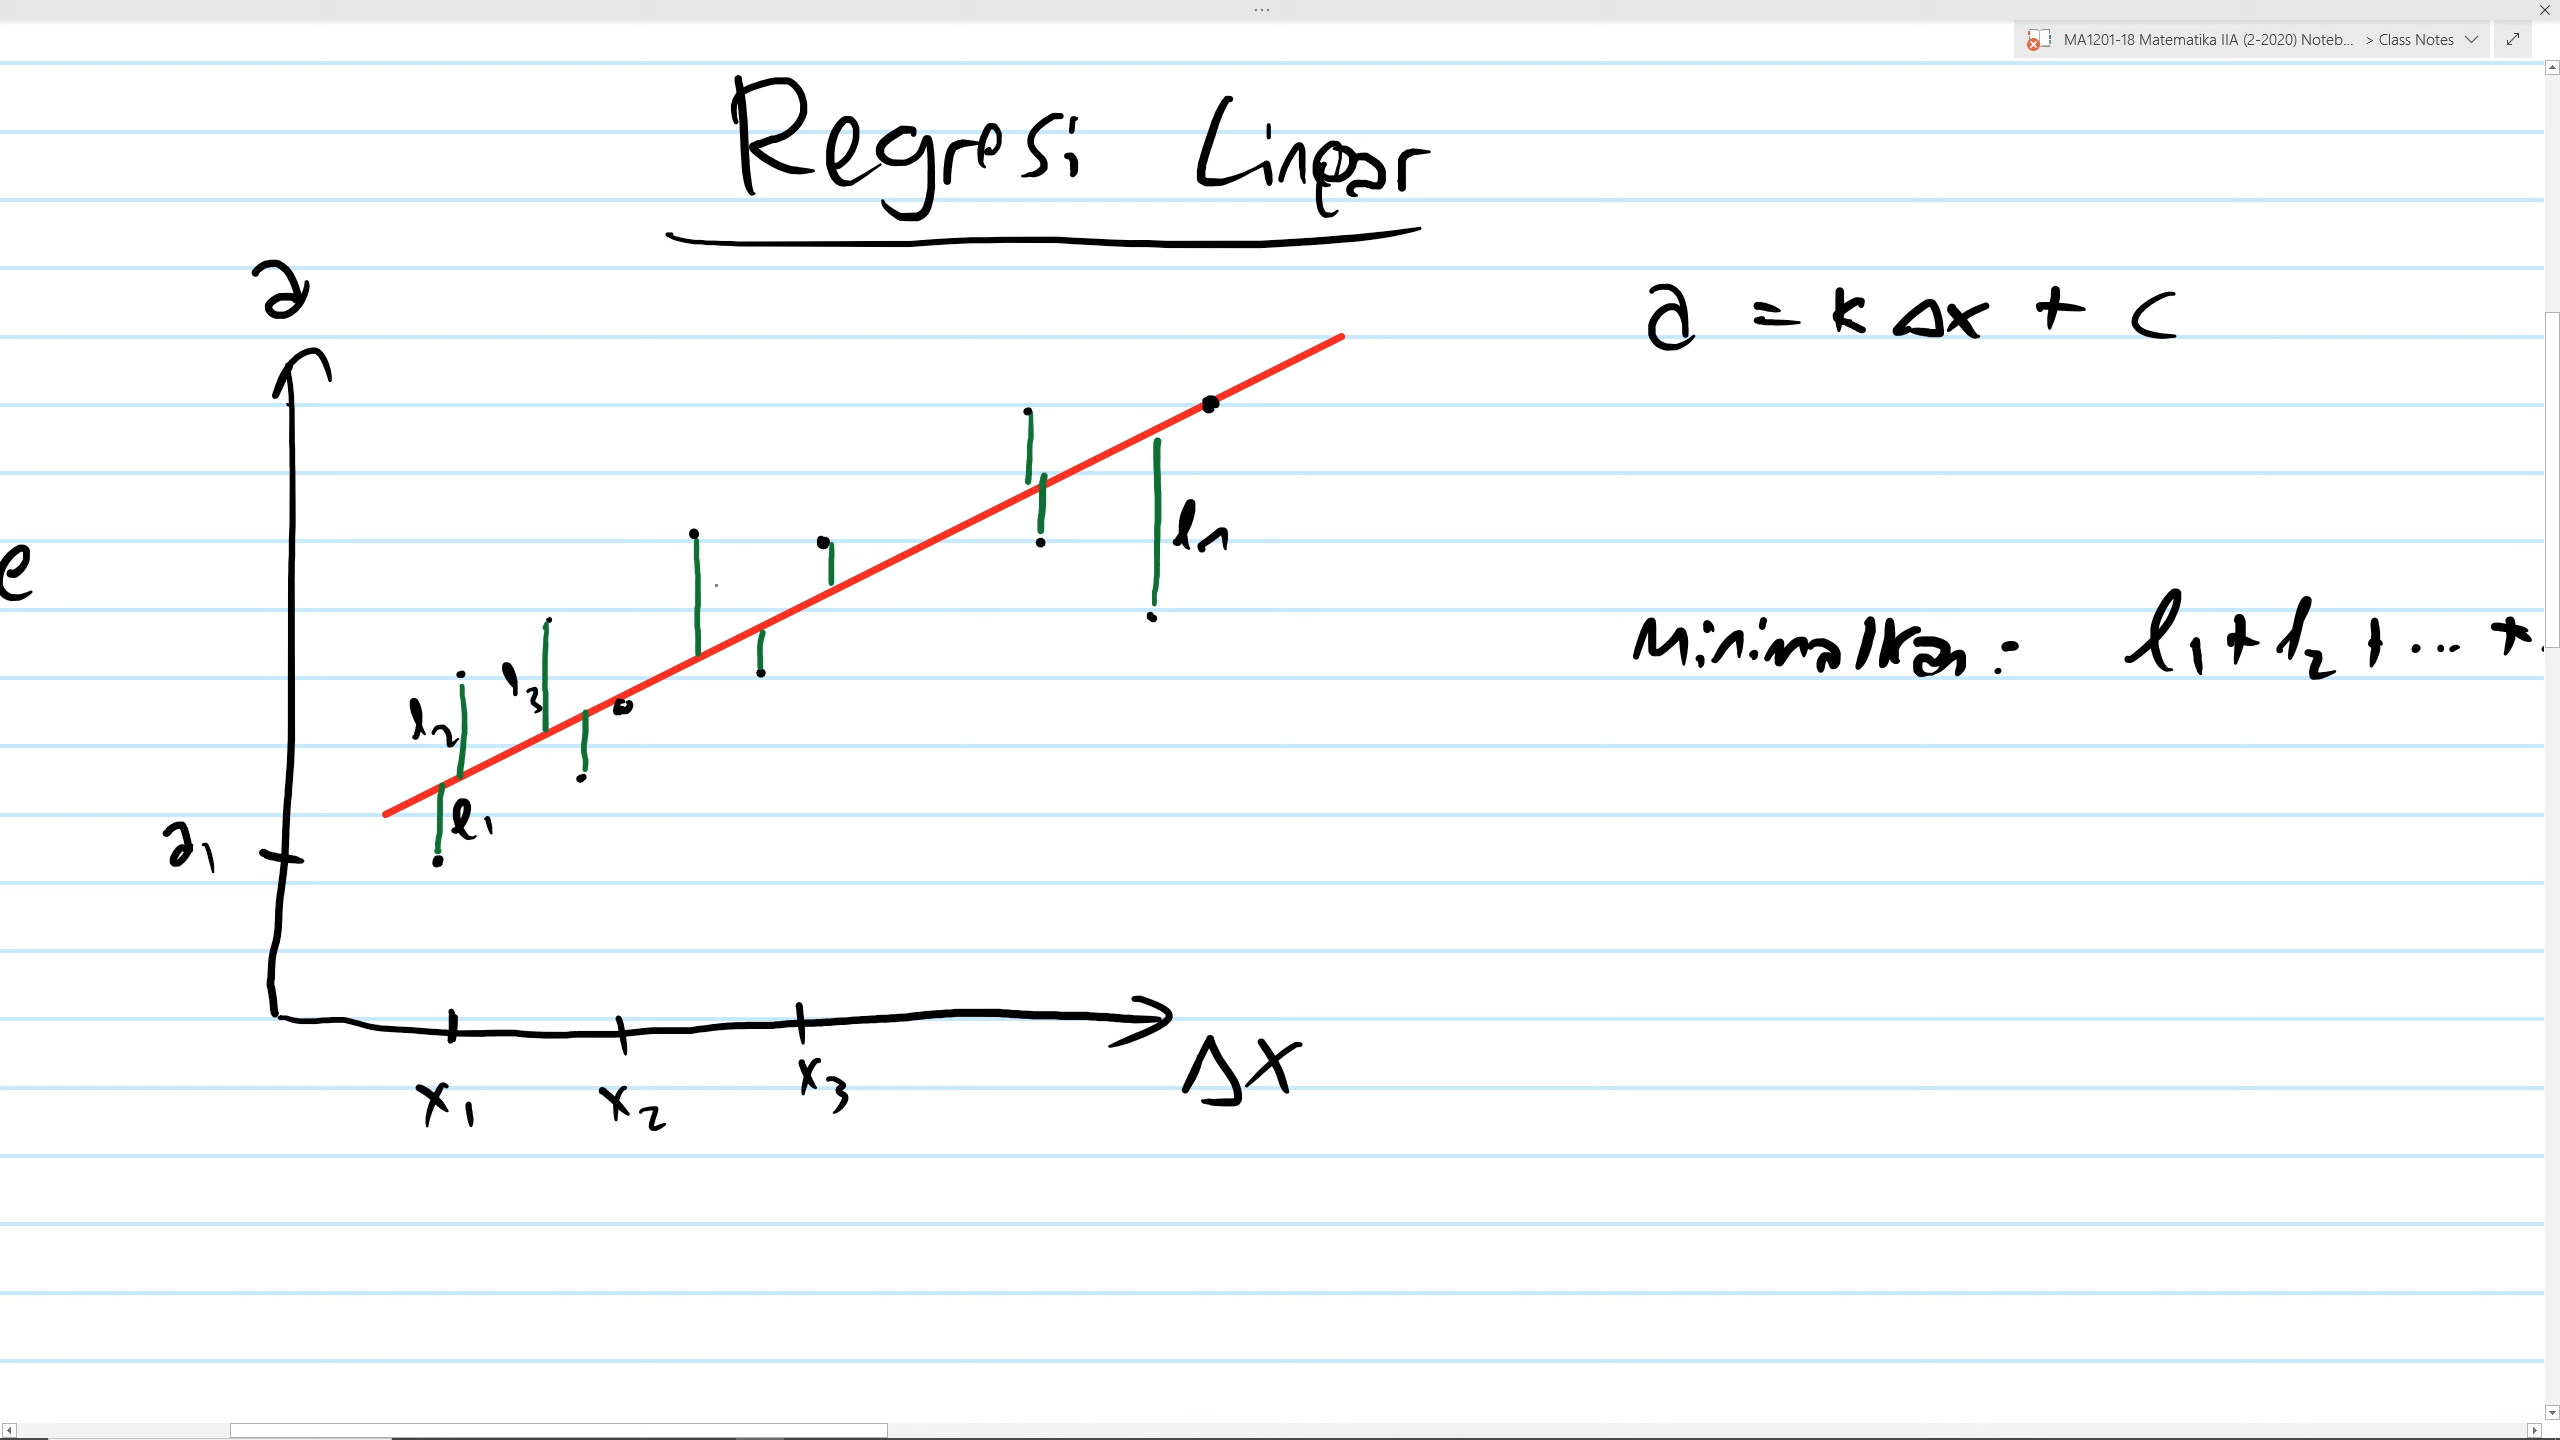 MA1201-18 Matematika IIA (2-2020) Noteb... > Class Notes
Regresi Linear
a
a = k Δx + c
e
l₁ + l₂ + ... +
Minimalkan :
lₙ
l₃
l₂
l₁
a₁
x₁ x₂ x₃
Δx